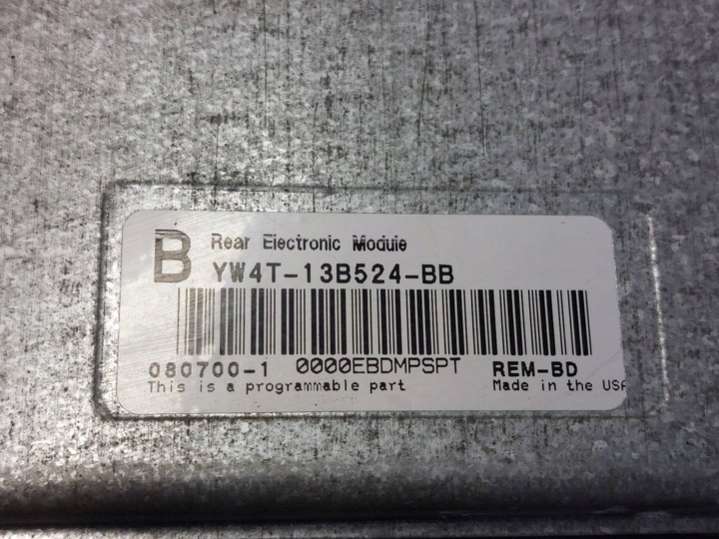 B Rear Electronic Module
YW4T-13B524-BB
080700-1 0000EBDMPSPT REM-BD
This is a programmable part Made in the USA